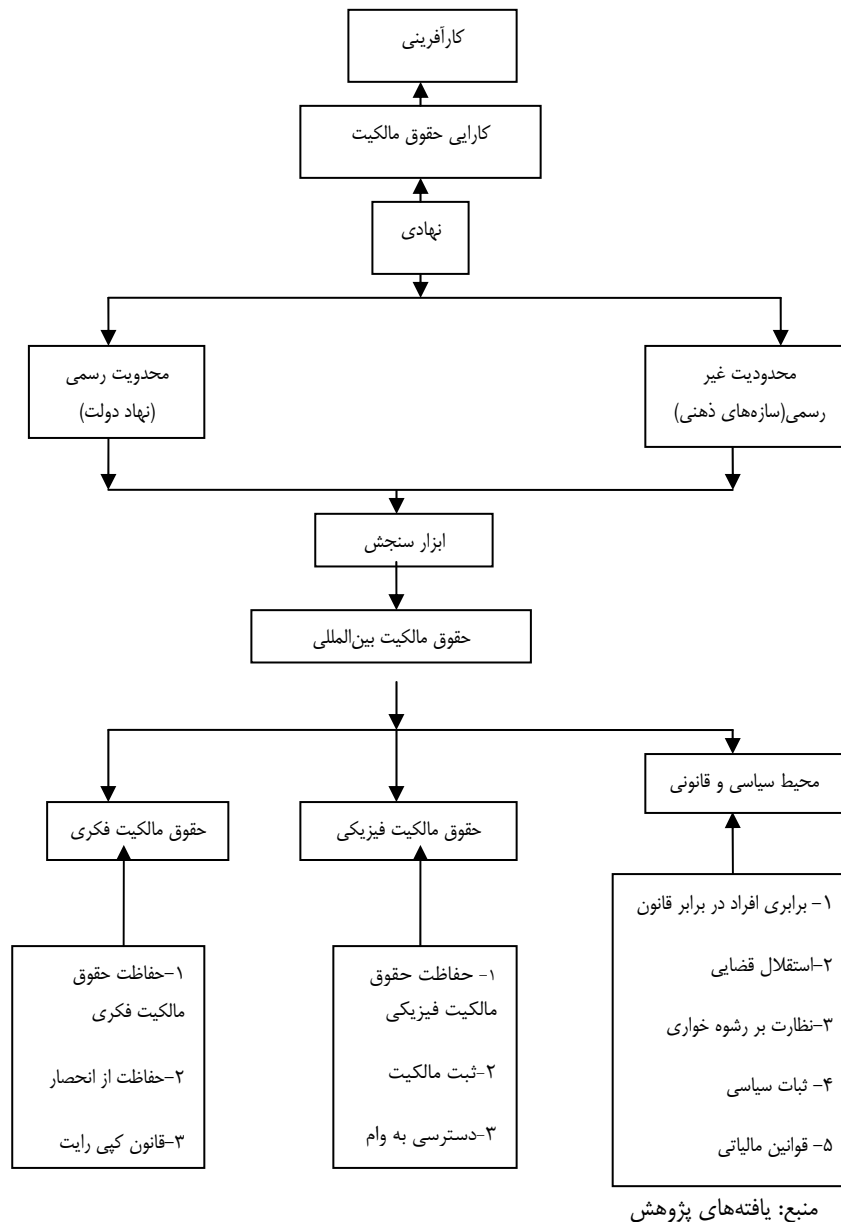 کارآفرینی
کارایی حقوق مالکیت
نهادی
محدودیت غیر
رسمی(سازه‌های ذهنی)
محدویت رسمی
(نهاد دولت)
ابزار سنجش
حقوق مالکیت بین‌المللی
محیط سیاسی و قانونی
حقوق مالکیت فیزیکی
حقوق مالکیت فکری
۱- برابری افراد در برابر قانون
۲-استقلال قضایی
۳-نظارت بر رشوه خواری
۴- ثبات سیاسی
۵- قوانین مالیاتی
۱- حفاظت حقوق
مالکیت فیزیکی
۲-ثبت مالکیت
۳-دسترسی به وام
۱-حفاظت حقوق
مالکیت فکری
۲-حفاظت از انحصار
۳-قانون کپی رایت
منبع: یافته‌های پژوهش